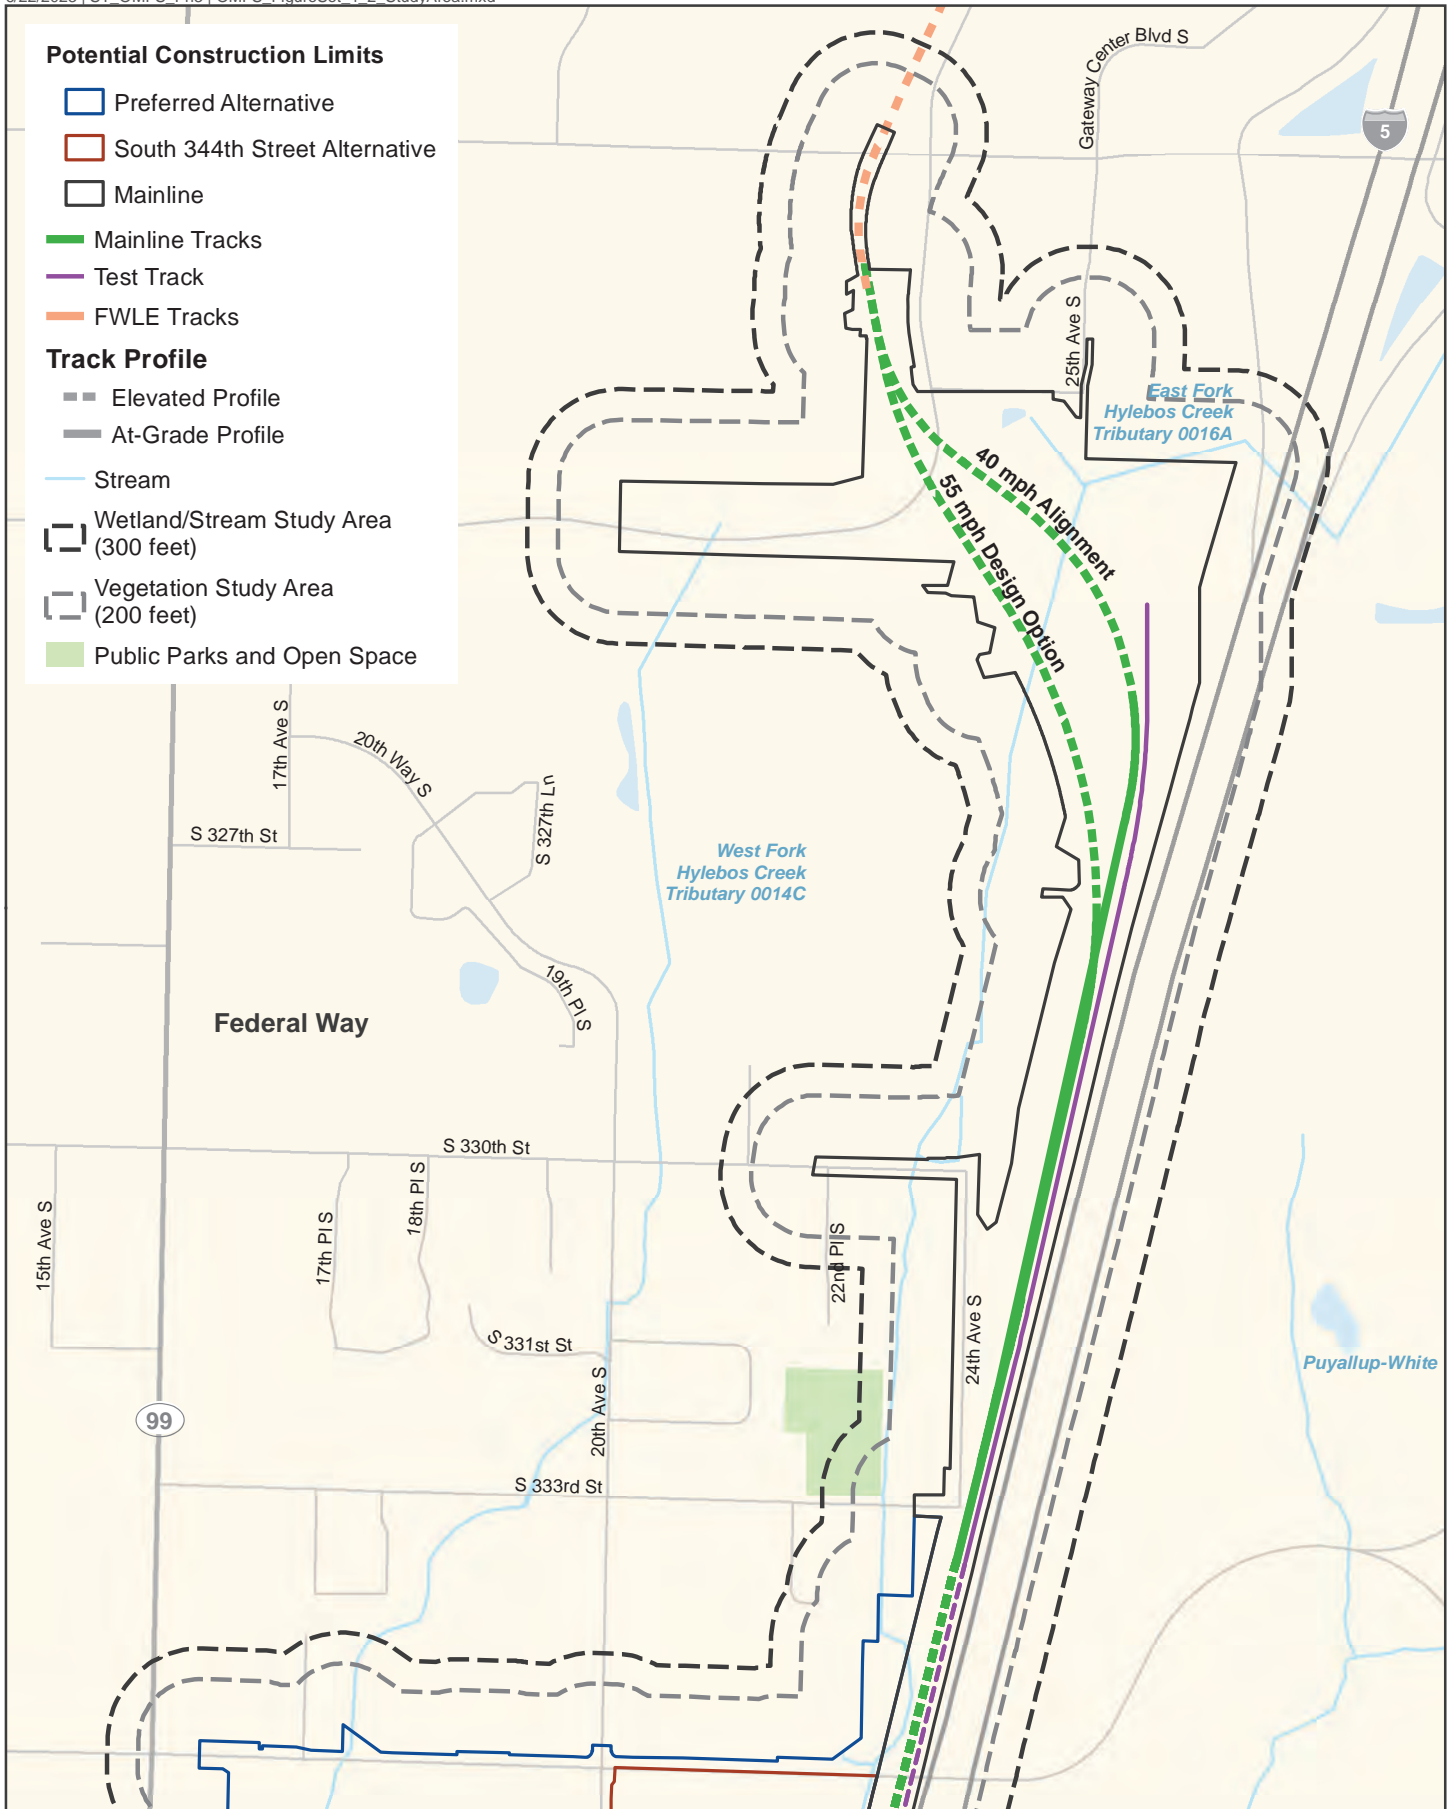 Potential Construction Limits
Preferred Alternative
South 344th Street Alternative
Mainline
Mainline Tracks
Test Track
FWLE Tracks
Track Profile
Elevated Profile
At-Grade Profile
Stream
Wetland/Stream Study Area
(300 feet)
Vegetation Study Area
(200 feet)
Public Parks and Open Space
Gateway Center Blvd S
5
25th Ave S
East Fork
Hylebos Creek
Tributary 0016A
40 mph Alignment
55 mph Design Option
17th Ave S
20th Way S
S 327th Ln
S 327th St
West Fork
Hylebos Creek
Tributary 0014C
19th Pl S
Federal Way
S 330th St
15th Ave S
17th Pl S
18th Pl S
22nd Pl S
S 331st St
24th Ave S
20th Ave S
Puyallup-White
99
S 333rd St